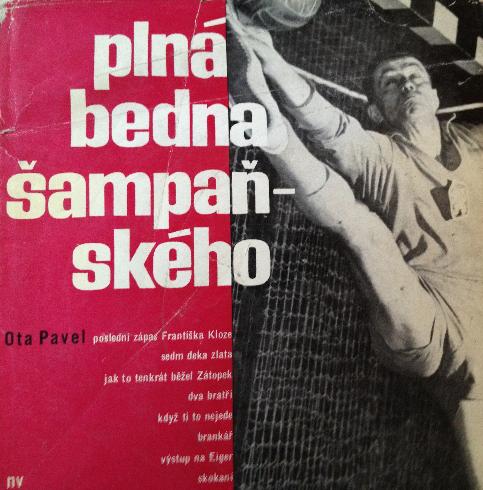 plná
bedna
šampaň-
ského
Ota Pavel poslední zápas Františka Kloze
sedm deka zlata
jak to tenkrát běžel Zátopek
dva bratři
když ti to nejede
brankář
výstup na Eiger
skokani
nv